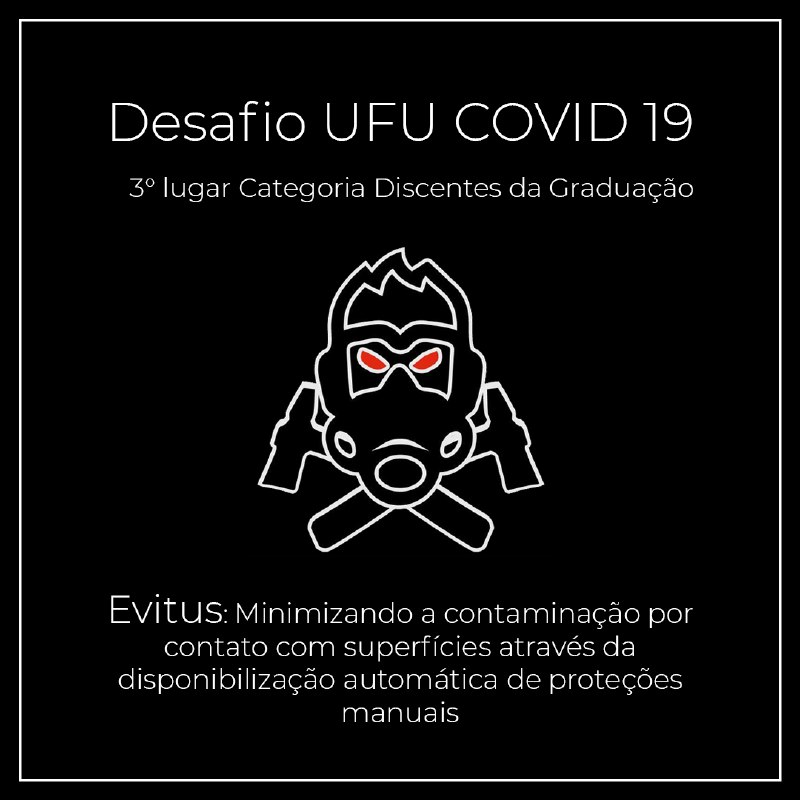 Desafio UFU COVID 19
3º lugar Categoria Discentes da Graduação
Evitus: Minimizando a contaminação por
contato com superfícies através da
disponibilização automática de proteções
manuais